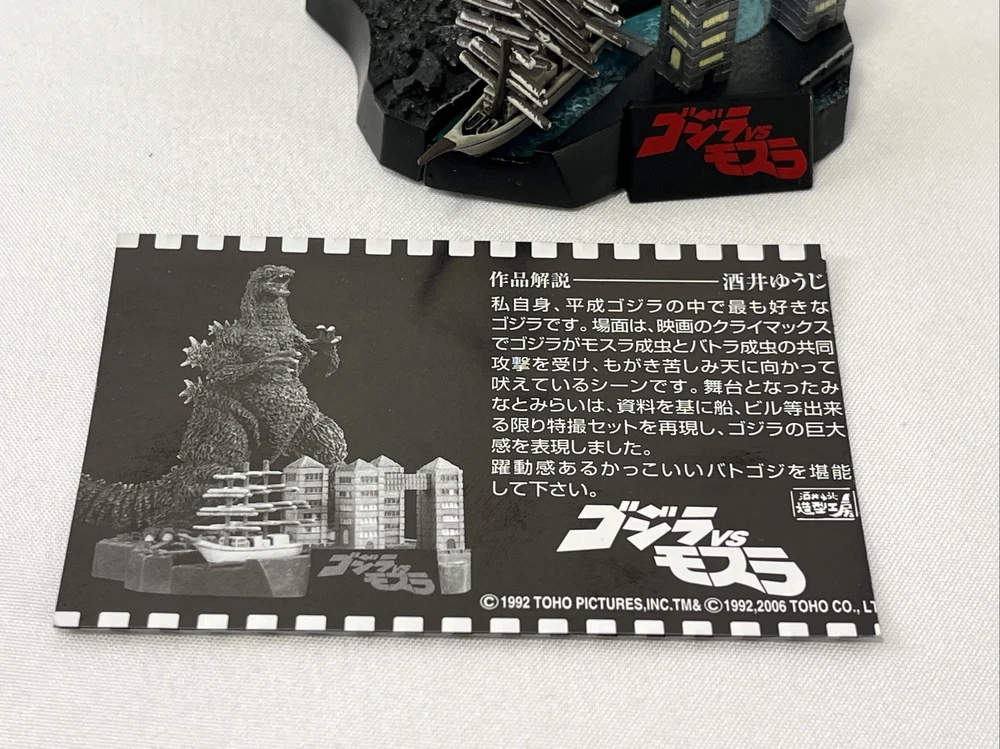 ゴジラVS
モスラ
作品解説――――酒井ゆうじ
私自身、平成ゴジラの中で最も好きな
ゴジラです。場面は、映画のクライマックス
でゴジラがモスラ成虫とバトラ成虫の共同
攻撃を受け、もがき苦しみ天に向かって
吠えているシーンです。舞台となったみ
なとみらいは、資料を基に船、ビル等出来
る限り特撮セットを再現し、ゴジラの巨大
感を表現しました。
躍動感あるかっこいいバトゴジを堪能
して下さい。
酒井ゆうじ
造型工房
ゴジラVS
モスラ
ゴジラVS
モスラ
©1992 TOHO PICTURES,INC.TM& ©1992,2006 TOHO CO., LT